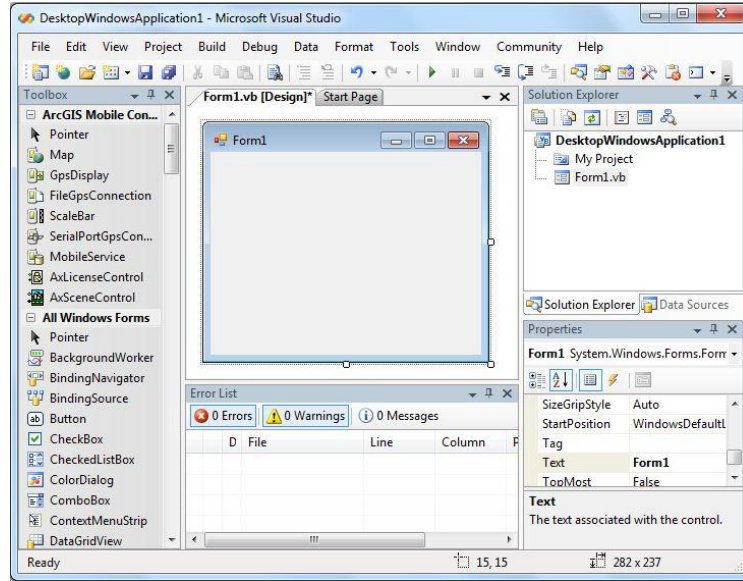 DesktopWindowsApplication1 - Microsoft Visual Studio
File Edit View Project Build Debug Data Format Tools Window Community Help
Toolbox
ArcGIS Mobile Con...
Pointer
Map
GpsDisplay
FileGpsConnection
ScaleBar
SerialPortGpsCon...
MobileService
AxLicenseControl
AxSceneControl
All Windows Forms
Pointer
BackgroundWorker
BindingNavigator
BindingSource
Button
CheckBox
CheckedListBox
ColorDialog
ComboBox
ContextMenuStrip
DataGridView
Form1.vb [Design]* Start Page
Form1
Error List
0 Errors 0 Warnings 0 Messages
D File Line Column
Solution Explorer
DesktopWindowsApplication1
My Project
Form1.vb
Solution Explorer Data Sources
Properties
Form1 System.Windows.Forms.Form
SizeGripStyle Auto
StartPosition WindowsDefaultL
Tag
Text Form1
TopMost False
Text
The text associated with the control.
Ready 15, 15 282 x 237